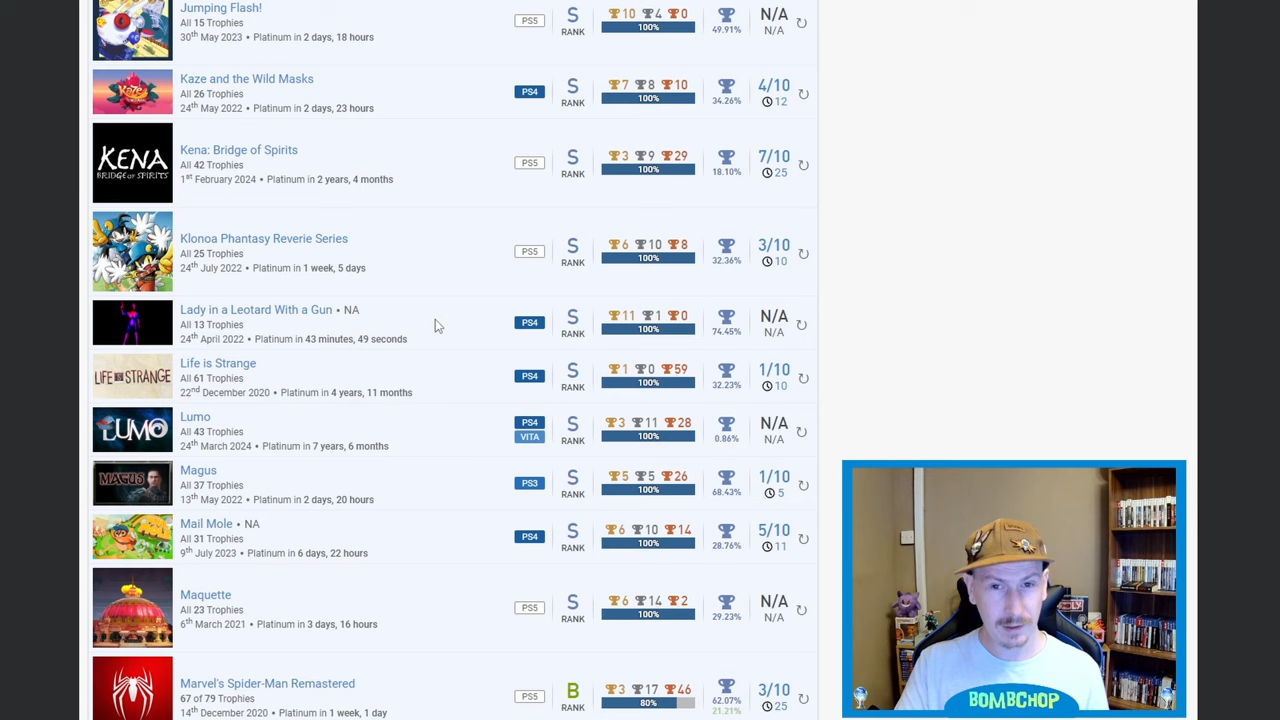 Jumping Flash!
All 15 Trophies
30th May 2023 • Platinum in 2 days, 18 hours
PS5
S
RANK
10 4 0
100%
49.91%
N/A
N/A
KAZE
Kaze and the Wild Masks
All 26 Trophies
24th May 2022 • Platinum in 2 days, 23 hours
PS4
S
RANK
7 8 10
100%
34.26%
4/10
12
KENA
BRIDGE OF SPIRITS
Kena: Bridge of Spirits
All 42 Trophies
1st February 2024 • Platinum in 2 years, 4 months
PS5
S
RANK
3 9 29
100%
18.10%
7/10
25
Klonoa Phantasy Reverie Series
All 25 Trophies
24th July 2022 • Platinum in 1 week, 5 days
PS5
S
RANK
6 10 8
100%
32.36%
3/10
10
Lady in a Leotard With a Gun • NA
All 13 Trophies
24th April 2022 • Platinum in 43 minutes, 49 seconds
PS4
S
RANK
11 1 0
100%
74.45%
N/A
N/A
LIFE IS STRANGE
Life is Strange
All 61 Trophies
22nd December 2020 • Platinum in 4 years, 11 months
PS4
S
RANK
1 0 59
100%
32.23%
1/10
10
LUMO
Lumo
All 43 Trophies
24th March 2024 • Platinum in 7 years, 6 months
PS4
VITA
S
RANK
3 11 28
100%
0.86%
N/A
N/A
MAGUS
Magus
All 37 Trophies
13th May 2022 • Platinum in 2 days, 20 hours
PS3
S
RANK
5 5 26
100%
68.43%
1/10
5
Mail Mole • NA
All 31 Trophies
9th July 2023 • Platinum in 6 days, 22 hours
PS4
S
RANK
6 10 14
100%
28.76%
5/10
11
Maquette
All 23 Trophies
6th March 2021 • Platinum in 3 days, 16 hours
PS5
S
RANK
6 14 2
100%
29.23%
N/A
N/A
Marvel's Spider-Man Remastered
67 of 79 Trophies
14th December 2020 • Platinum in 1 week, 1 day
PS5
B
RANK
3 17 46
80%
62.07%
21.21%
3/10
25
BOMBCHOP